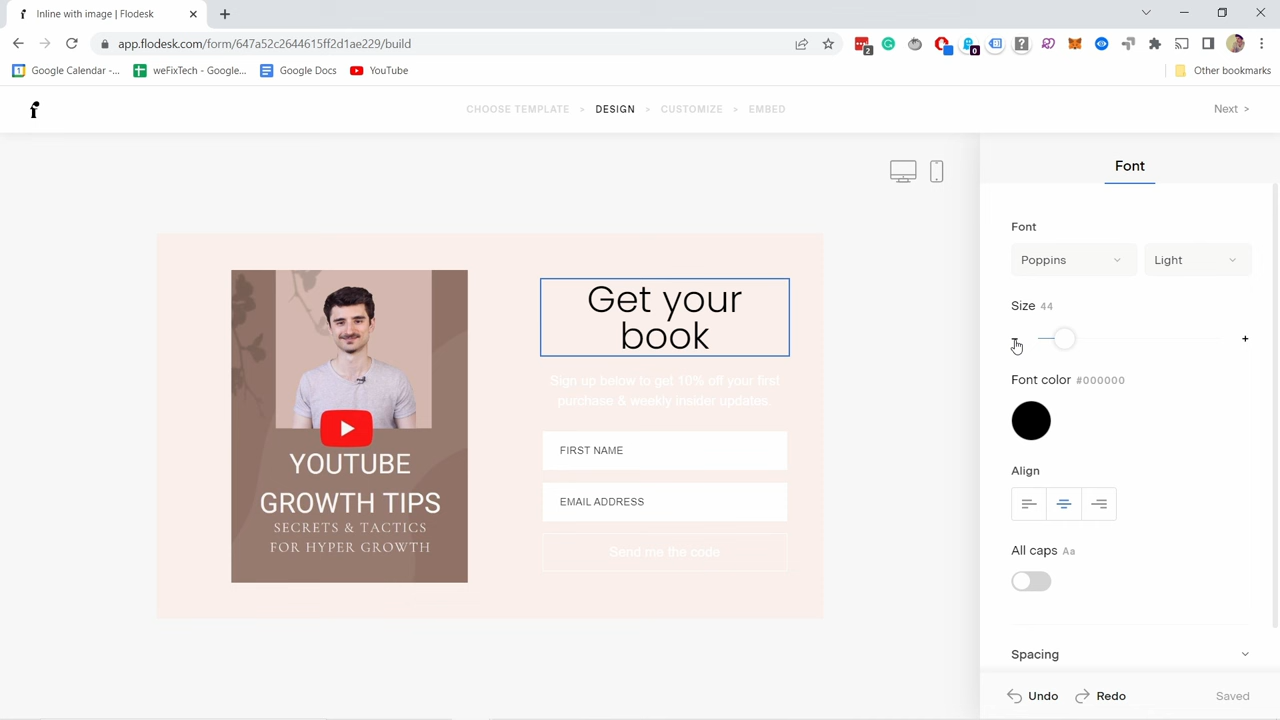 Inline with image | Flodesk
app.flodesk.com/form/647a52c2644615ff2d1ae229/build
2
0
Google Calendar -...
weFixTech - Google...
Google Docs
YouTube
Other bookmarks
CHOOSE TEMPLATE > DESIGN > CUSTOMIZE > EMBED
Next >
Font
Font
Poppins
Light
Size 44
- +
Font color #000000
Align
All caps Aa
Spacing
Undo
Redo
Saved
YOUTUBE
GROWTH TIPS
SECRETS & TACTICS
FOR HYPER GROWTH
Get your
book
Sign up below to get 10% off your first
purchase & weekly insider updates.
FIRST NAME
EMAIL ADDRESS
Send me the code